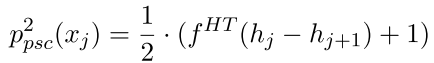 $p_{psc}^{2}(x_j) = \frac{1}{2} \cdot (f^{HT}(h_j - h_{j+1}) + 1)$